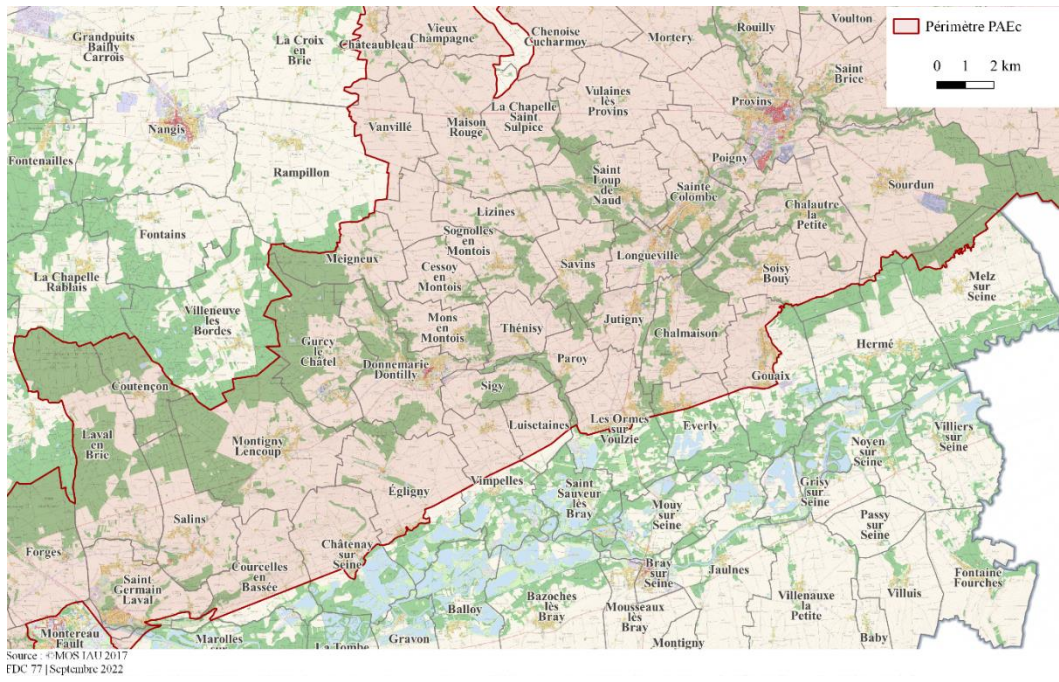 Grandpuits
Bailly
Carrois
La Croix
en
Brie
Châteaubleau
Vieux
Champagne
Chenoise
Cucharmoy
Mortery
Rouilly
Voulton
Périmètre PAEc
0 1 2 km
Saint
Brice
Provins
Nangis
Vanvillé
Maison
Rouge
La Chapelle
Saint
Sulpice
Vulaines
lès
Provins
Poigny
Fontenailles
Rampillon
Saint
Loup
de
Naud
Sainte
Colombe
Sourdun
Chalautre
la
Petite
Lizines
Fontains
Sognolles
en
Montois
Meigneux
Cessoy
en
Montois
Savins
Longueville
Soisy
Bouy
Melz
sur
Seine
La Chapelle
Rablais
Villeneuve
les
Bordes
Mons
en
Montois
Thénisy
Jutigny
Chalmaison
Hermé
Gurcy
le
Châtel
Donnemarie
Dontilly
Paroy
Gouaix
Coutençon
Sigy
Luisetaines
Les Ormes
sur
Voulzie
Everly
Laval
en
Brie
Montigny
Lencoup
Noyen
sur
Seine
Villiers
sur
Seine
Égligny
Vimpelles
Saint
Sauveur
lès
Bray
Grisy
sur
Seine
Mouy
sur
Seine
Passy
sur
Seine
Salins
Forges
Châtenay
sur
Seine
Courcelles
en
Bassée
Bray
sur
Seine
Jaulnes
Fontaine
Fourches
Saint
Germain
Laval
Balloy
Bazoches
lès
Bray
Mousseaux
lès
Bray
Villenauxe
la
Petite
Villuis
Montereau
Fault
Marolles
sur
La Tombe
Gravon
Montigny
Baby
Source : ©MOS IAU 2017
FDC 77 | Septembre 2022